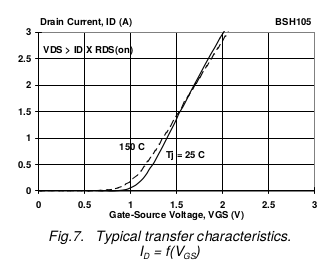 Drain Current, ID (A) BSH105
3
VDS > ID X RDS(on)
2.5
2
1.5
1
150 C
Tj = 25 C
0.5
0
0 0.5 1 1.5 2 2.5 3
Gate-Source Voltage, VGS (V)
Fig.7. Typical transfer characteristics.
ID = f(VGS)